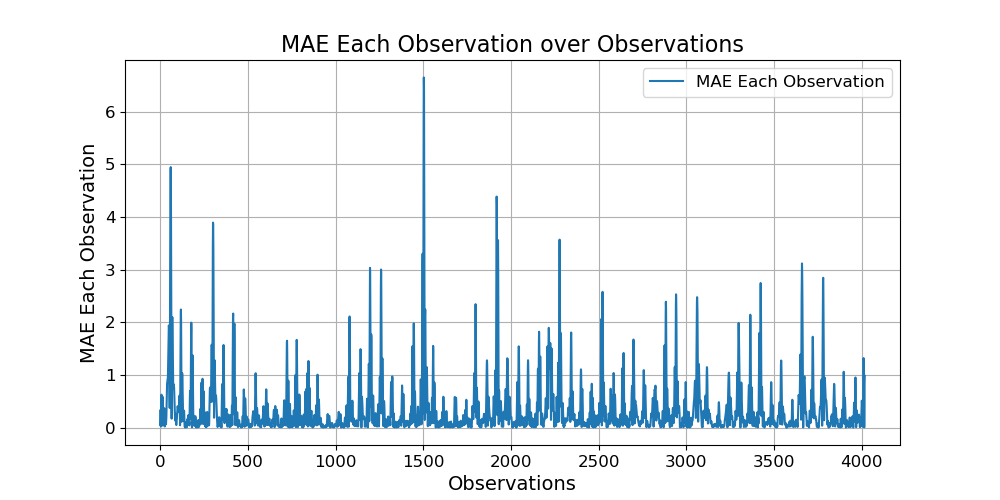 MAE Each Observation over Observations
MAE Each Observation
MAE Each Observation
6
5
4
3
2
1
0
0 500 1000 1500 2000 2500 3000 3500 4000
Observations